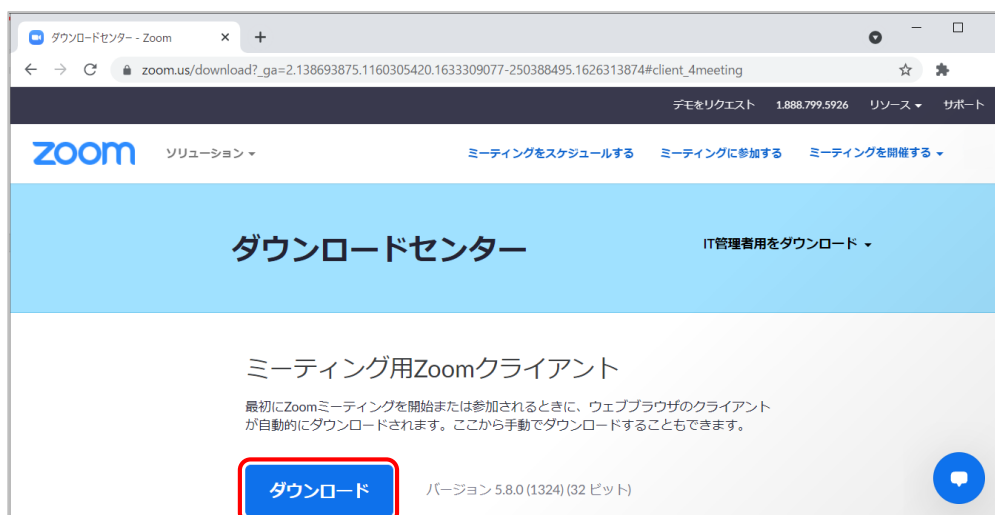 ダウンロードセンター - Zoom
zoom.us/download?_ga=2.138693875.1160305420.1633309077-250388495.1626313874#client_4meeting
デモをリクエスト 1.888.799.5926 リソース サポート
zoom ソリューション ミーティングをスケジュールする ミーティングに参加する ミーティングを開催する
ダウンロードセンター IT管理者用をダウンロード
ミーティング用Zoomクライアント
最初にZoomミーティングを開始または参加されるときに、ウェブブラウザのクライアント
が自動的にダウンロードされます。ここから手動でダウンロードすることもできます。
ダウンロード バージョン 5.8.0 (1324) (32 ビット)